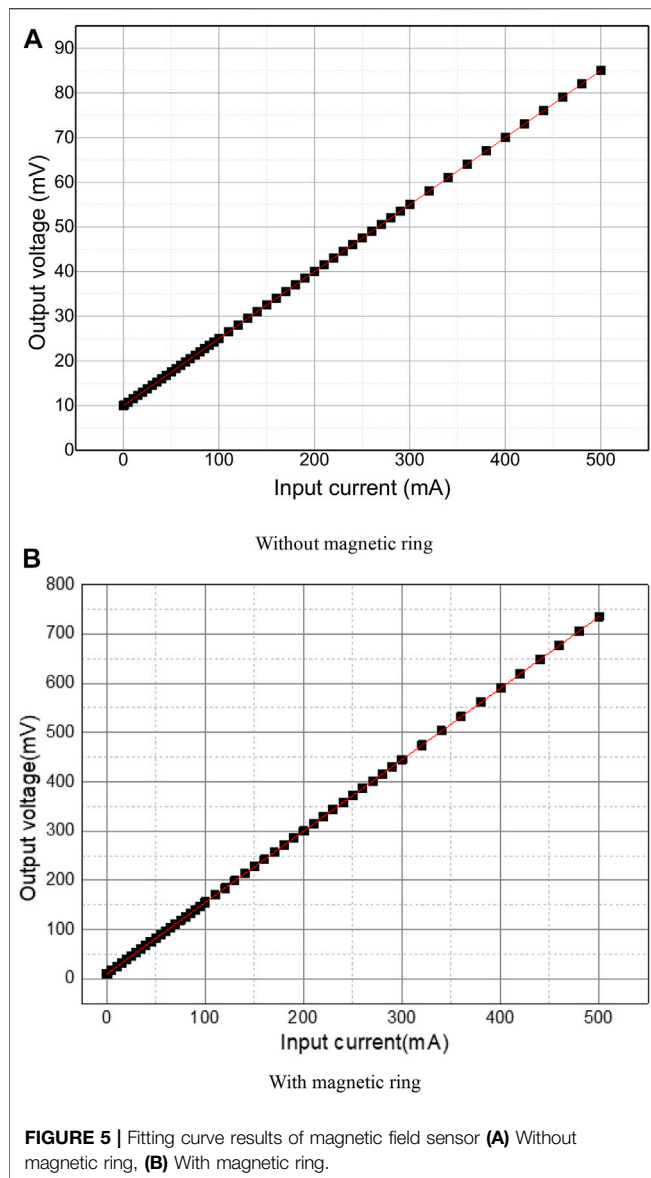 A
90
80
70
60
50
40
30
20
10
0
Output voltage (mV)
0 100 200 300 400 500
Input current (mA)
Without magnetic ring
B
800
700
600
500
400
300
200
100
0
Output voltage(mV)
0 100 200 300 400 500
Input current(mA)
With magnetic ring
FIGURE 5 | Fitting curve results of magnetic field sensor (A) Without
magnetic ring, (B) With magnetic ring.